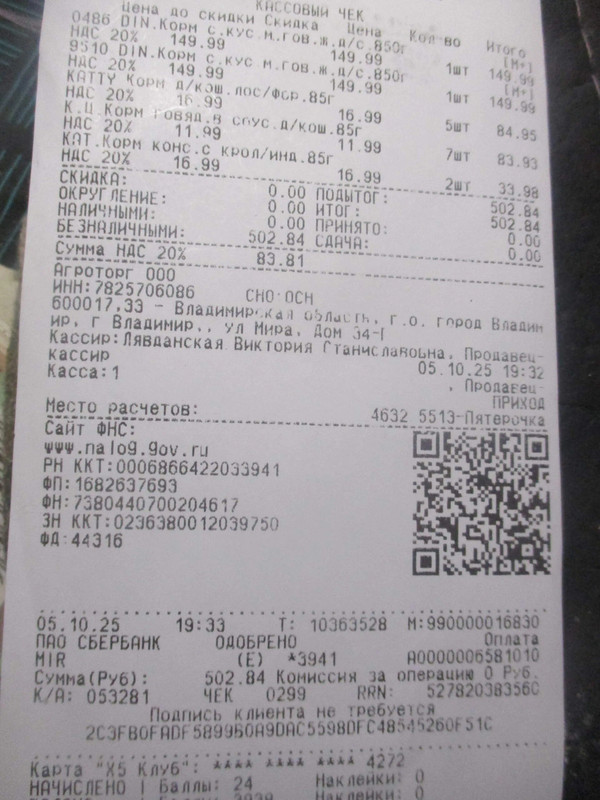 КАССОВЫЙ ЧЕК
Цена до скидки Скидка Цена Кол-во Итого
0486 DIN.Корм с.кус.м.гов.ж.д/с.850г [М+]
НДС 20% 149.99 149.99 1шт 149.99
9510 DIN.Корм с.кус.м.гов.ж.д/с.850г [М+]
НДС 20% 149.99 149.99 1шт 149.99
КАТТУ Корм д/кош.лос/фор.85г
НДС 20% 16.99 16.99 5шт 84.95
К.Ц.Корм говяд.в соус.д/кош.85г
НДС 20% 11.99 11.99 7шт 83.93
КАТ.Корм конс.с крол/инд.85г
НДС 20% 16.99 16.99 2шт 33.98
СКИДКА: 0.00 ПОДЫТОГ: 502.84
ОКРУГЛЕНИЕ: 0.00 ИТОГ: 502.84
НАЛИЧНЫМИ: 0.00 ПРИНЯТО: 0.00
БЕЗНАЛИЧНЫМИ: 502.84 СДАЧА: 0.00
Сумма НДС 20% 83.81
Агроторг ООО
ИНН:7825706086 СНО:ОСН
600017,33 - Владимирская область, Г.О. город Владим
ир, г Владимир,, ул Мира, Дом 34-Г
Кассир:Лявданская Виктория Станиславовна, Продавец-
кассир 05.10.25 19:32
Касса:1 , Продавец-
ПРИХОД
Место расчетов: 4632 5513-Пятерочка
Сайт ФНС:
www.nalog.gov.ru
РН ККТ:0006866422033941
ФП:1682637693
ФН:7380440700204617
ЗН ККТ:0236380012039750
ФД:44316
05.10.25 19:33 Т: 10363528 М:990000016830
ПАО СБЕРБАНК ОДОБРЕНО Оплата
MIR (E) *3941 A0000006581010
Сумма(Руб): 502.84 Комиссия за операцию 0 Руб.
К/А: 053281 ЧЕК 0299 RRN: 527820383560
Подпись клиента не требуется
2C3FB0FADF5899B0A9DAC5598DFC48545260F51C
Карта "X5 Клуб": **** **** **** 4272
НАЧИСЛЕНО | Баллы: 24 Наклейки: 0